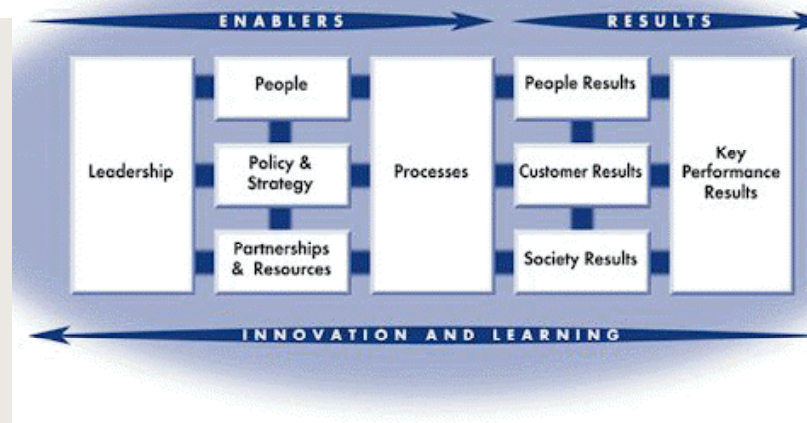 ENABLERS
RESULTS
Leadership
People
Policy &
Strategy
Partnerships
& Resources
Processes
People Results
Customer Results
Society Results
Key
Performance
Results
INNOVATION AND LEARNING